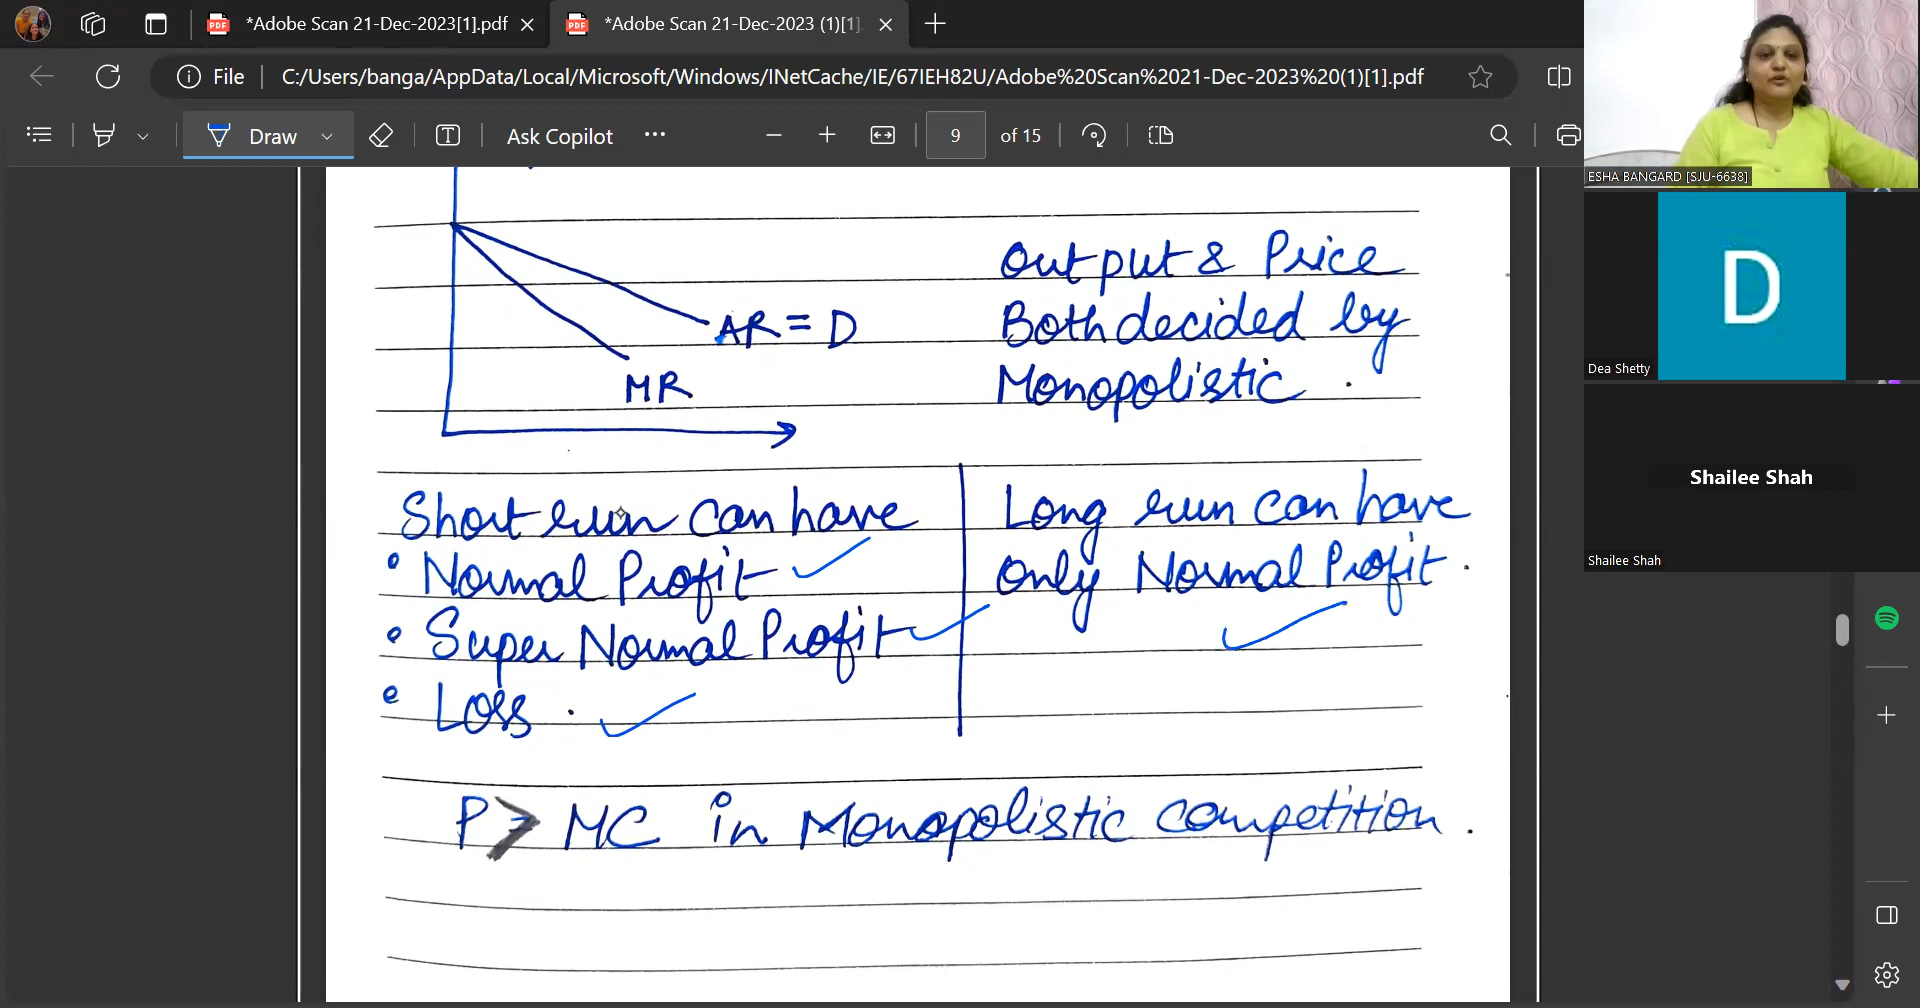 *Adobe Scan 21-Dec-2023[1].pdf
*Adobe Scan 21-Dec-2023 (1)[1].
File
C:/Users/banga/AppData/Local/Microsoft/Windows/INetCache/IE/67IEH82U/Adobe%20Scan%2021-Dec-2023%20(1)[1].pdf
Draw
Ask Copilot
9 of 15
AR = D
MR
Output & Price
Both decided by
Monopolistic .
Short run can have
• Normal Profit
• Super Normal Profit
• Loss .
Long run can have
only Normal Profit .
P > MC in Monopolistic competition .
ESHA BANGARD [SJU-6638]
D
Dea Shetty
Shailee Shah
Shailee Shah